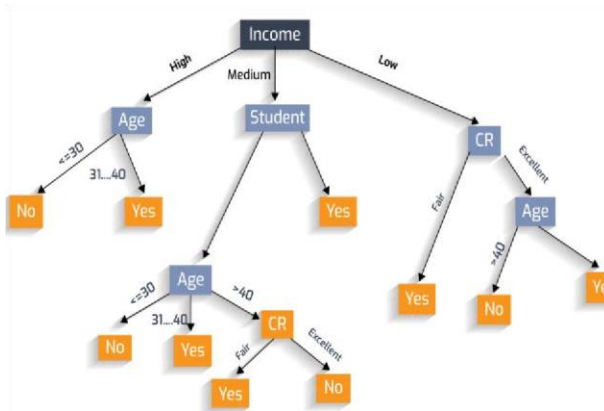 Income
High
Medium
Low
Age
Student
CR
<=30
31....40
Fair
Excellent
No
Yes
Yes
Age
Age
<=30
31....40
>40
>40
Yes
No
No
Yes
CR
Fair
Excellent
Yes
No